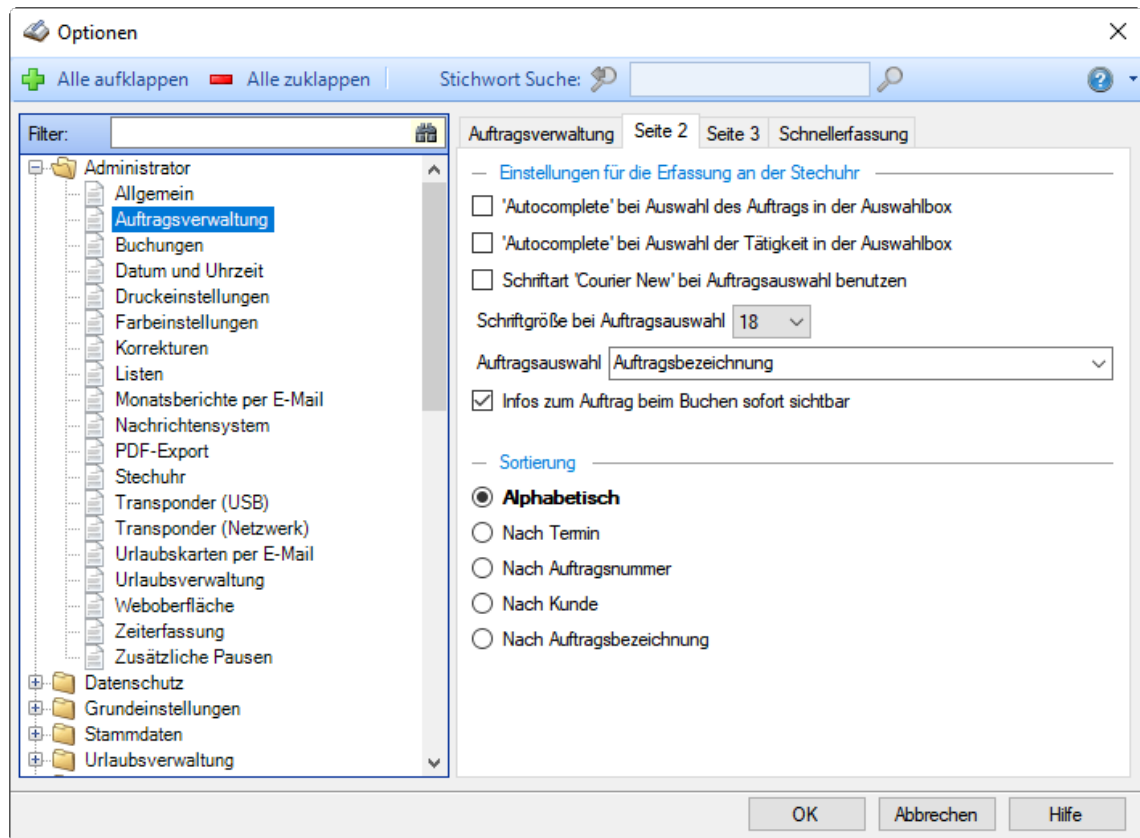 Optionen
Alle aufklappen Alle zuklappen Stichwort Suche:
Filter:
Administrator
Allgemein
Auftragsverwaltung
Buchungen
Datum und Uhrzeit
Druckeinstellungen
Farbeinstellungen
Korrekturen
Listen
Monatsberichte per E-Mail
Nachrichtensystem
PDF-Export
Stechuhr
Transponder (USB)
Transponder (Netzwerk)
Urlaubskarten per E-Mail
Urlaubsverwaltung
Weboberfläche
Zeiterfassung
Zusätzliche Pausen
Datenschutz
Grundeinstellungen
Stammdaten
Urlaubsverwaltung
Auftragsverwaltung Seite 2 Seite 3 Schnellerfassung
Einstellungen für die Erfassung an der Stechuhr
'Autocomplete' bei Auswahl des Auftrags in der Auswahlbox
'Autocomplete' bei Auswahl der Tätigkeit in der Auswahlbox
Schriftart 'Courier New' bei Auftragsauswahl benutzen
Schriftgröße bei Auftragsauswahl 18
Auftragsauswahl Auftragsbezeichnung
Infos zum Auftrag beim Buchen sofort sichtbar
Sortierung
Alphabetisch
Nach Termin
Nach Auftragsnummer
Nach Kunde
Nach Auftragsbezeichnung
OK Abbrechen Hilfe